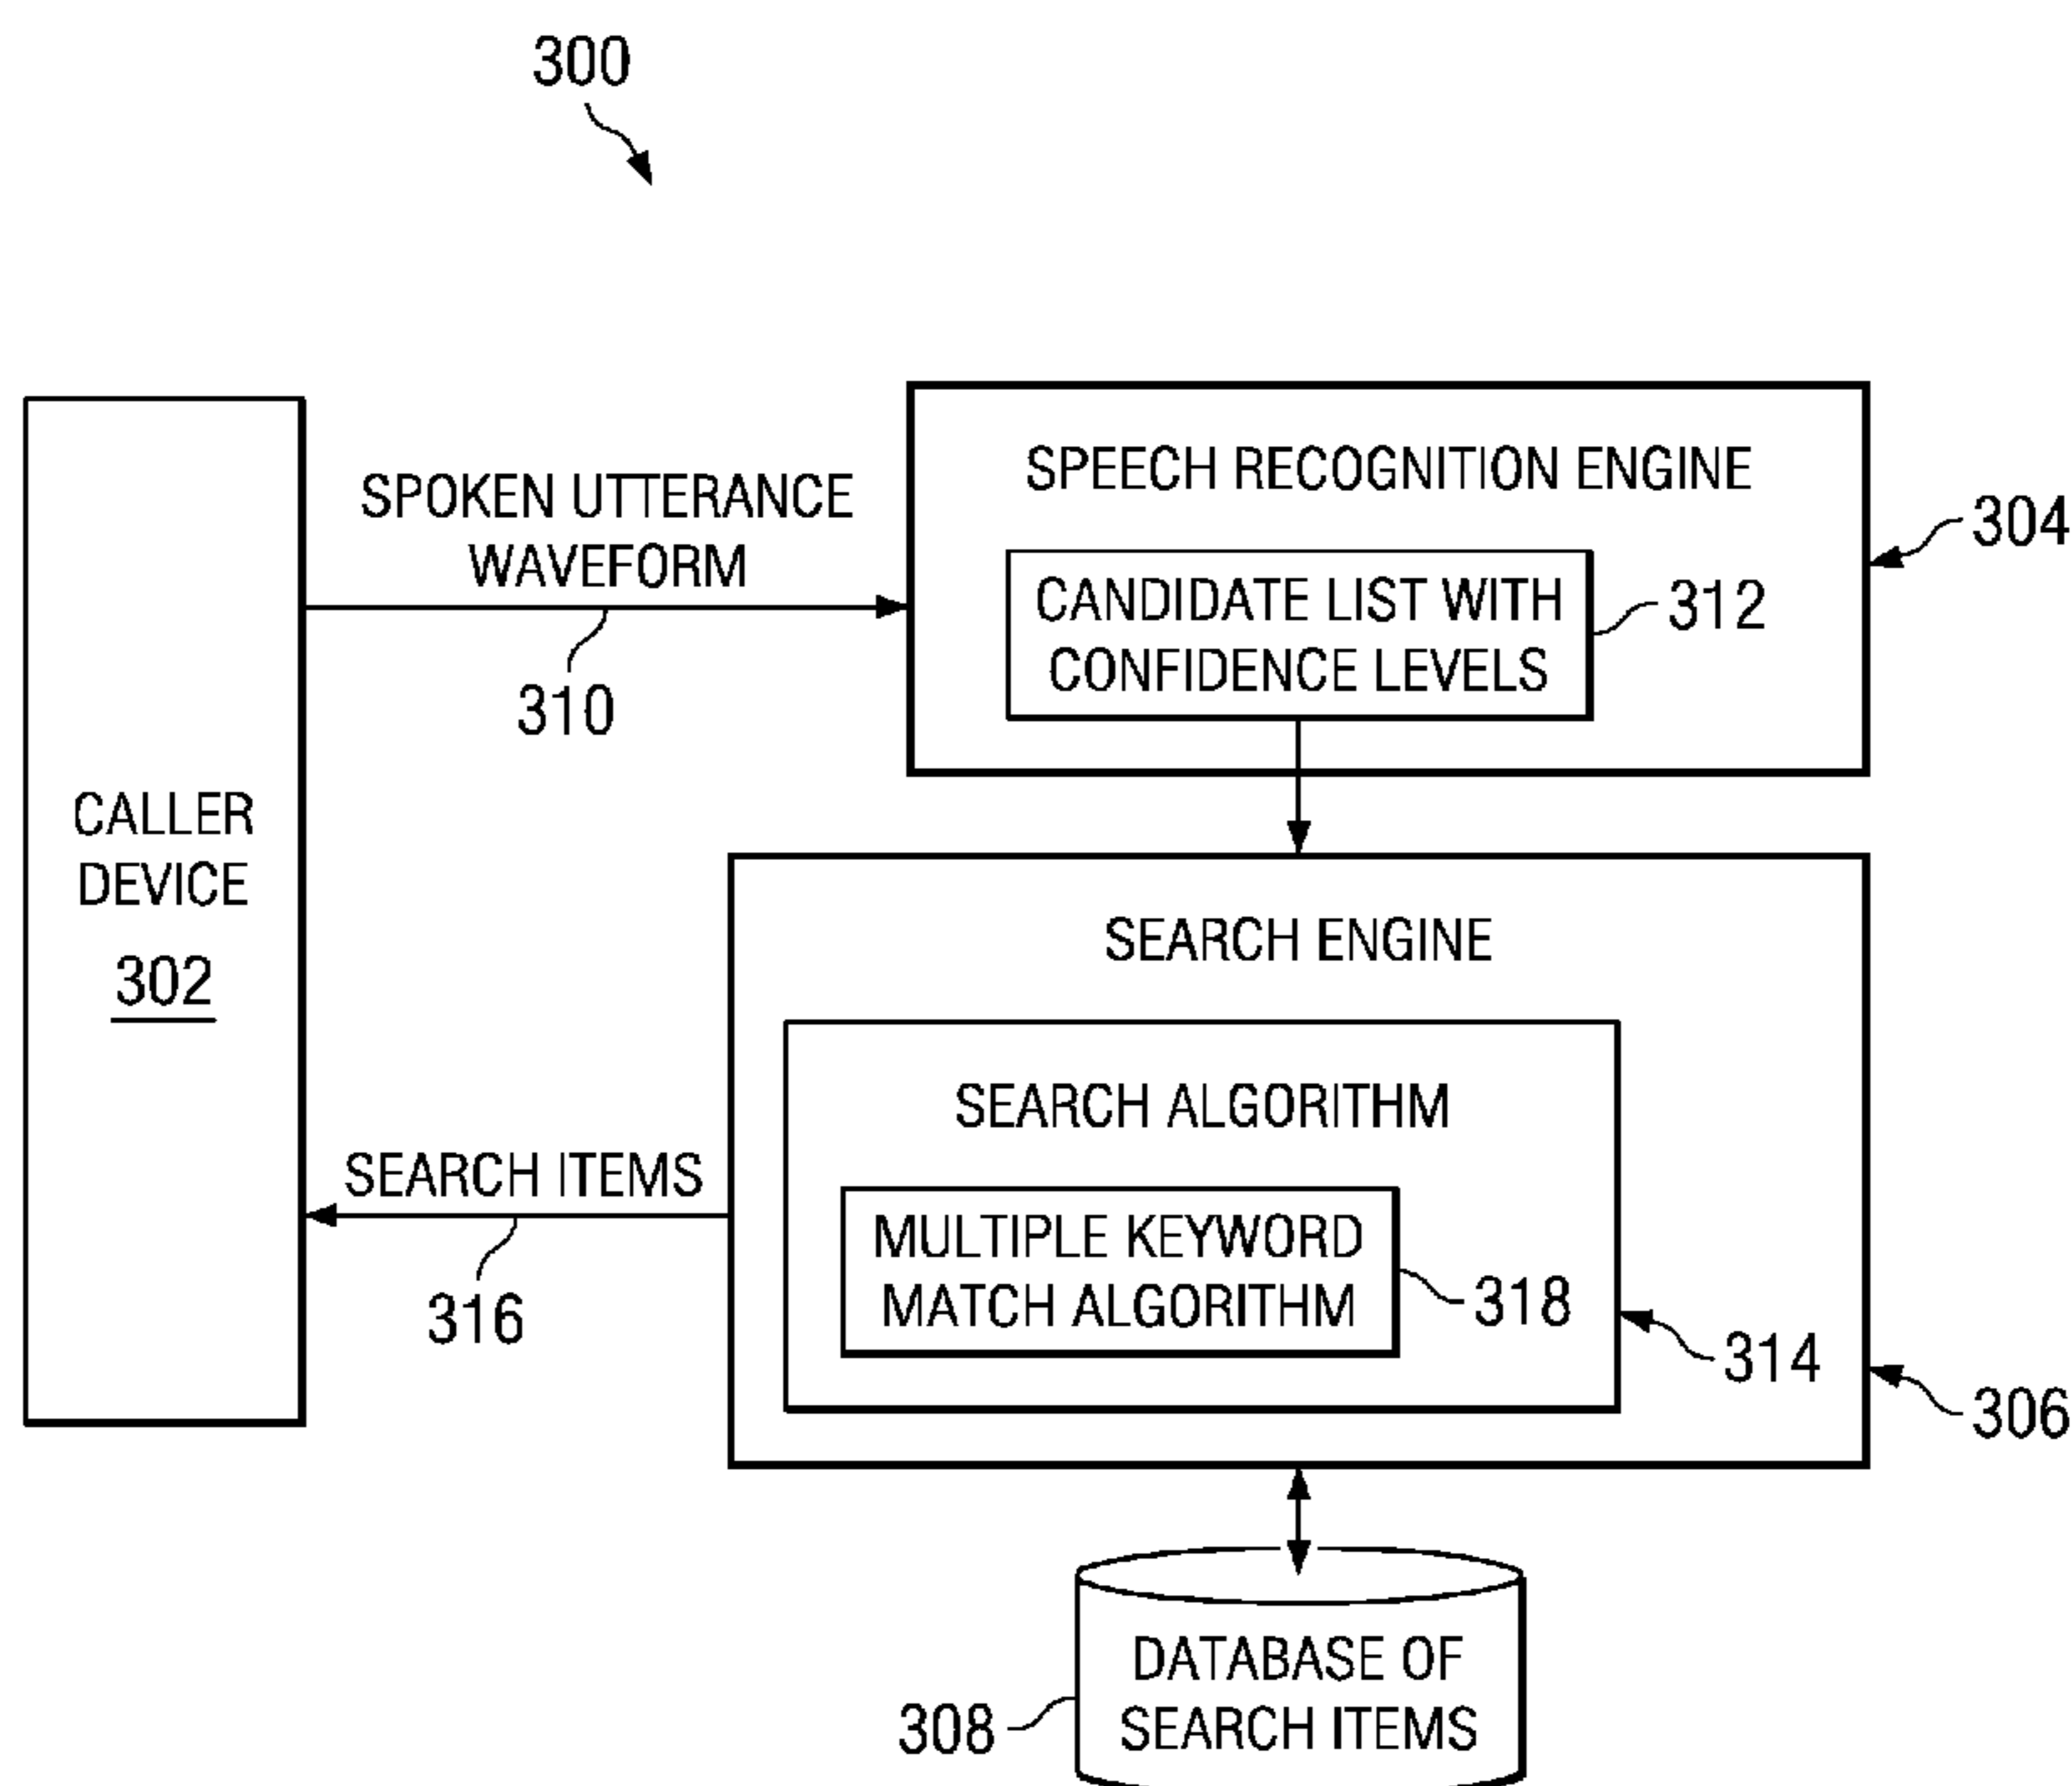 300
SPEECH RECOGNITION ENGINE
304
SPOKEN UTTERANCE
WAVEFORM
310
CANDIDATE LIST WITH
CONFIDENCE LEVELS
312
CALLER
DEVICE
302
SEARCH ENGINE
SEARCH ALGORITHM
SEARCH ITEMS
316
MULTIPLE KEYWORD
MATCH ALGORITHM
318
314
306
DATABASE OF
SEARCH ITEMS
308